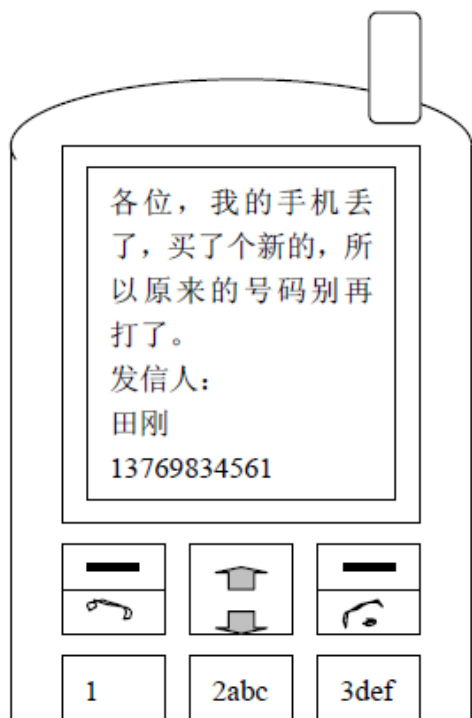 各位，我的手机丢
了，买了个新的，所
以原来的号码别再
打了。
发信人：
田刚
13769834561
1 2abc 3def